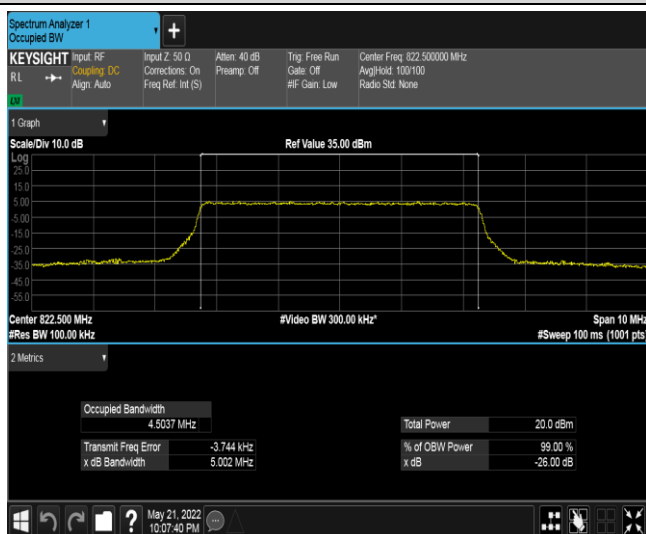 Spectrum Analyzer 1
Occupied BW
KEYSIGHT Input: RF Input Z: 50 Ω Atten: 40 dB Trig: Free Run Center Freq: 822.500000 MHz
RL Coupling: DC Corrections: On Preamp: Off Gate: Off Avg|Hold: 100/100
Align: Auto Freq Ref: Int (S) #IF Gain: Low Radio Std: None
1 Graph
Scale/Div 10.0 dB Ref Value 35.00 dBm
Log
25.0
15.0
5.00
-5.00
-15.0
-25.0
-35.0
-45.0
-55.0
Center 822.500 MHz #Video BW 300.00 kHz* Span 10 MHz
#Res BW 100.00 kHz #Sweep 100 ms (1001 pts)
2 Metrics
Occupied Bandwidth
4.5037 MHz Total Power 20.0 dBm
Transmit Freq Error -3.744 kHz % of OBW Power 99.00 %
x dB Bandwidth 5.002 MHz x dB -26.00 dB
? May 21, 2022
10:07:40 PM